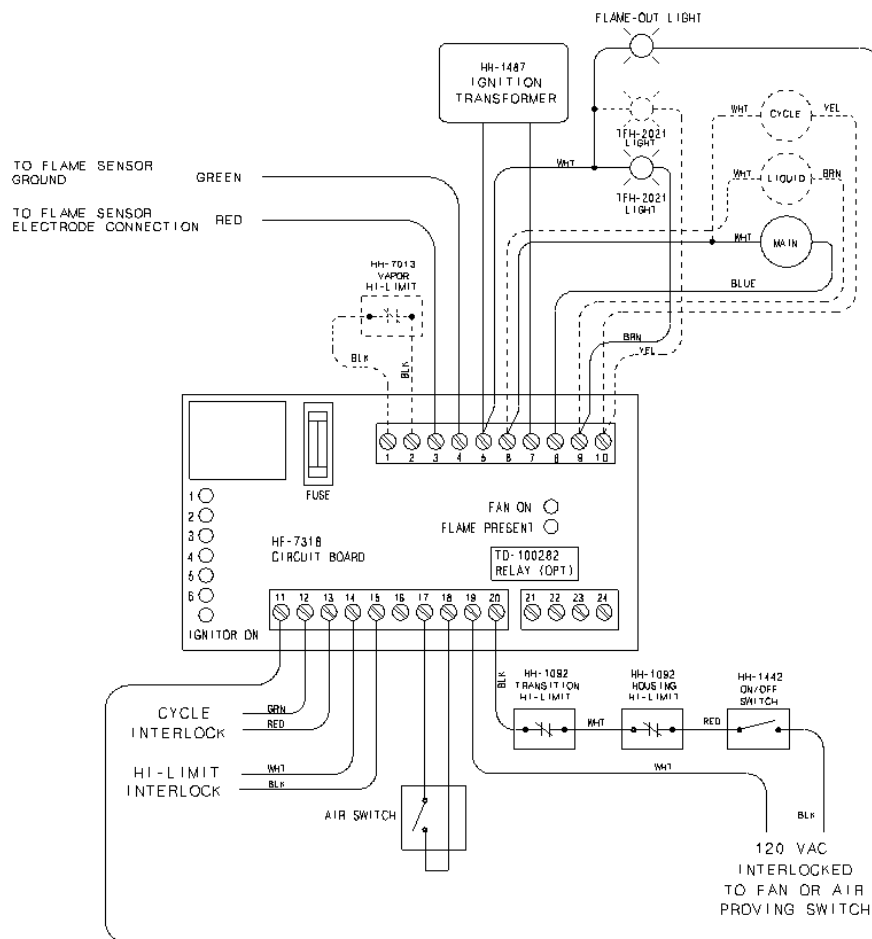 FLAME-OUT LIGHT
HH-1487
IGNITION
TRANSFORMER
WHT
CYCLE
YEL
TFH-2021
LIGHT
WHT
WHT
LIQUID
BRN
TFH-2021
LIGHT
WHT
MAIN
BLUE
TO FLAME SENSOR
GROUND
GREEN
TO FLAME SENSOR
ELECTRODE CONNECTION
RED
HH-7013
VAPOR
HI-LIMIT
BLK
BLK
BRN
YEL
1 2 3 4 5 6 7 8 9 10
FUSE
1
2
3
4
5
6
IGNITOR ON
FAN ON
FLAME PRESENT
HF-7318
CIRCUIT BOARD
TD-100282
RELAY (OPT)
11 12 13 14 15 16 17 18 19 20
21 22 23 24
BLK
HH-1092
TRANSITION
HI-LIMIT
WHT
HH-1092
HOUSING
HI-LIMIT
RED
HH-1442
ON/OFF
SWITCH
CYCLE
INTERLOCK
GRN
RED
HI-LIMIT
INTERLOCK
WHT
BLK
AIR SWITCH
WHT
BLK
120 VAC
INTERLOCKED
TO FAN OR AIR
PROVING SWITCH